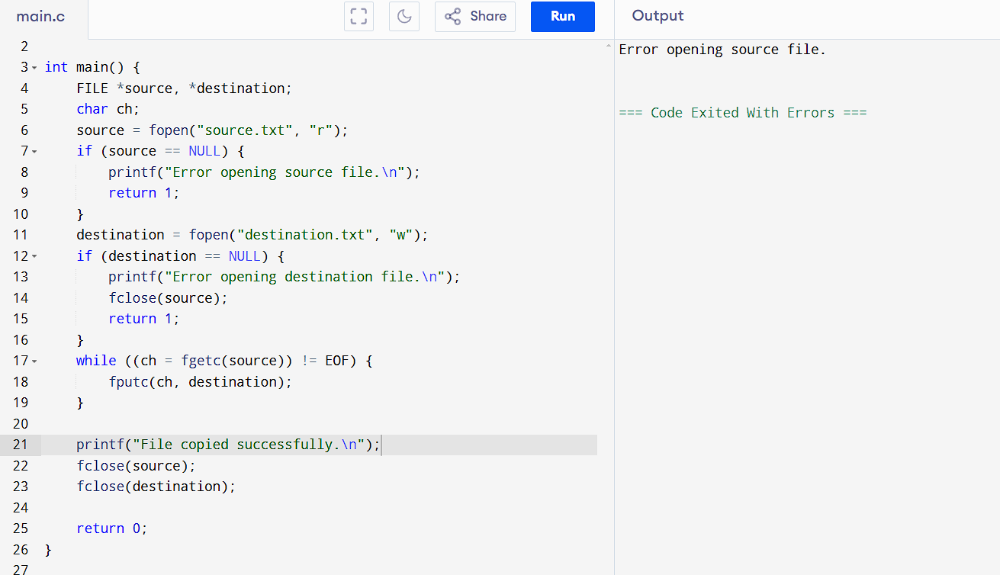 main.c
Share
Run
Output
2
3 int main() {
4     FILE *source, *destination;
5     char ch;
6     source = fopen("source.txt", "r");
7     if (source == NULL) {
8         printf("Error opening source file.\n");
9         return 1;
10     }
11     destination = fopen("destination.txt", "w");
12     if (destination == NULL) {
13         printf("Error opening destination file.\n");
14         fclose(source);
15         return 1;
16     }
17     while ((ch = fgetc(source)) != EOF) {
18         fputc(ch, destination);
19     }
20
21     printf("File copied successfully.\n");
22     fclose(source);
23     fclose(destination);
24
25     return 0;
26 }
27
Error opening source file.
=== Code Exited With Errors ===